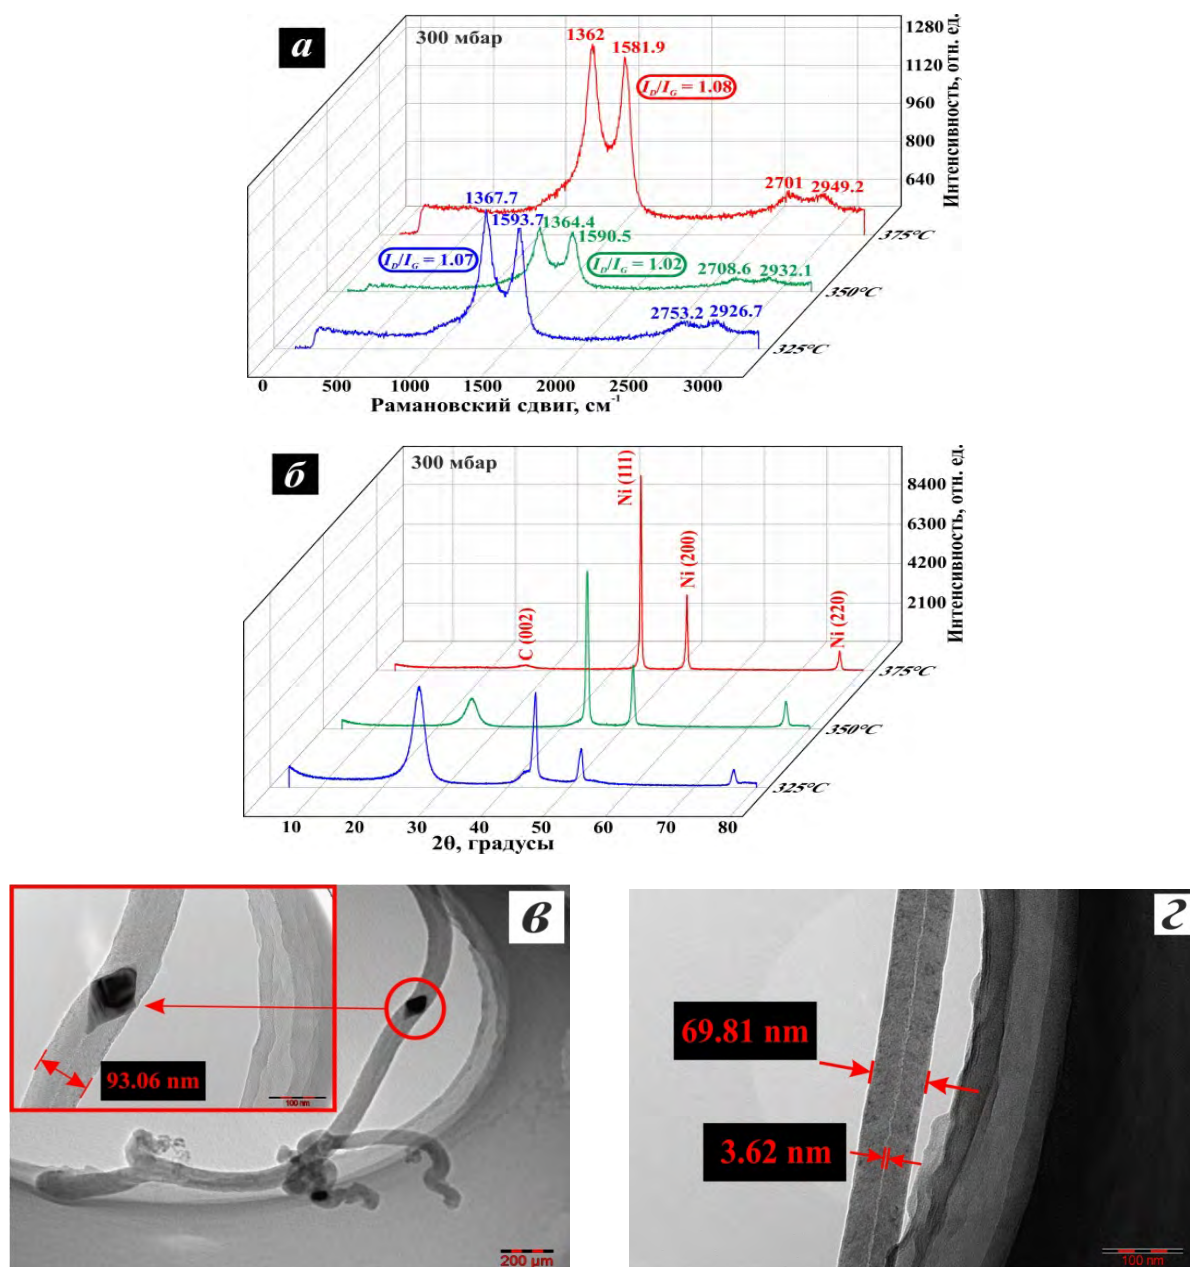 а
300 мбар
1362
1581.9
I_D/I_G = 1.08
2701
2949.2
1280
1120
960
800
640
Интенсивность, отн. ед.
375°C
1367.7
1593.7
1364.4
1590.5
I_D/I_G = 1.07
I_D/I_G = 1.02
2708.6
2932.1
350°C
2753.2
2926.7
325°C
0 500 1000 1500 2000 2500 3000
Рамановский сдвиг, см⁻¹
б
300 мбар
C (002)
Ni (111)
Ni (200)
Ni (220)
8400
6300
4200
2100
Интенсивность, отн. ед.
375°C
350°C
325°C
10 20 30 40 50 60 70 80
2θ, градусы
в
93.06 nm
100 nm
200 μm
г
69.81 nm
3.62 nm
100 nm